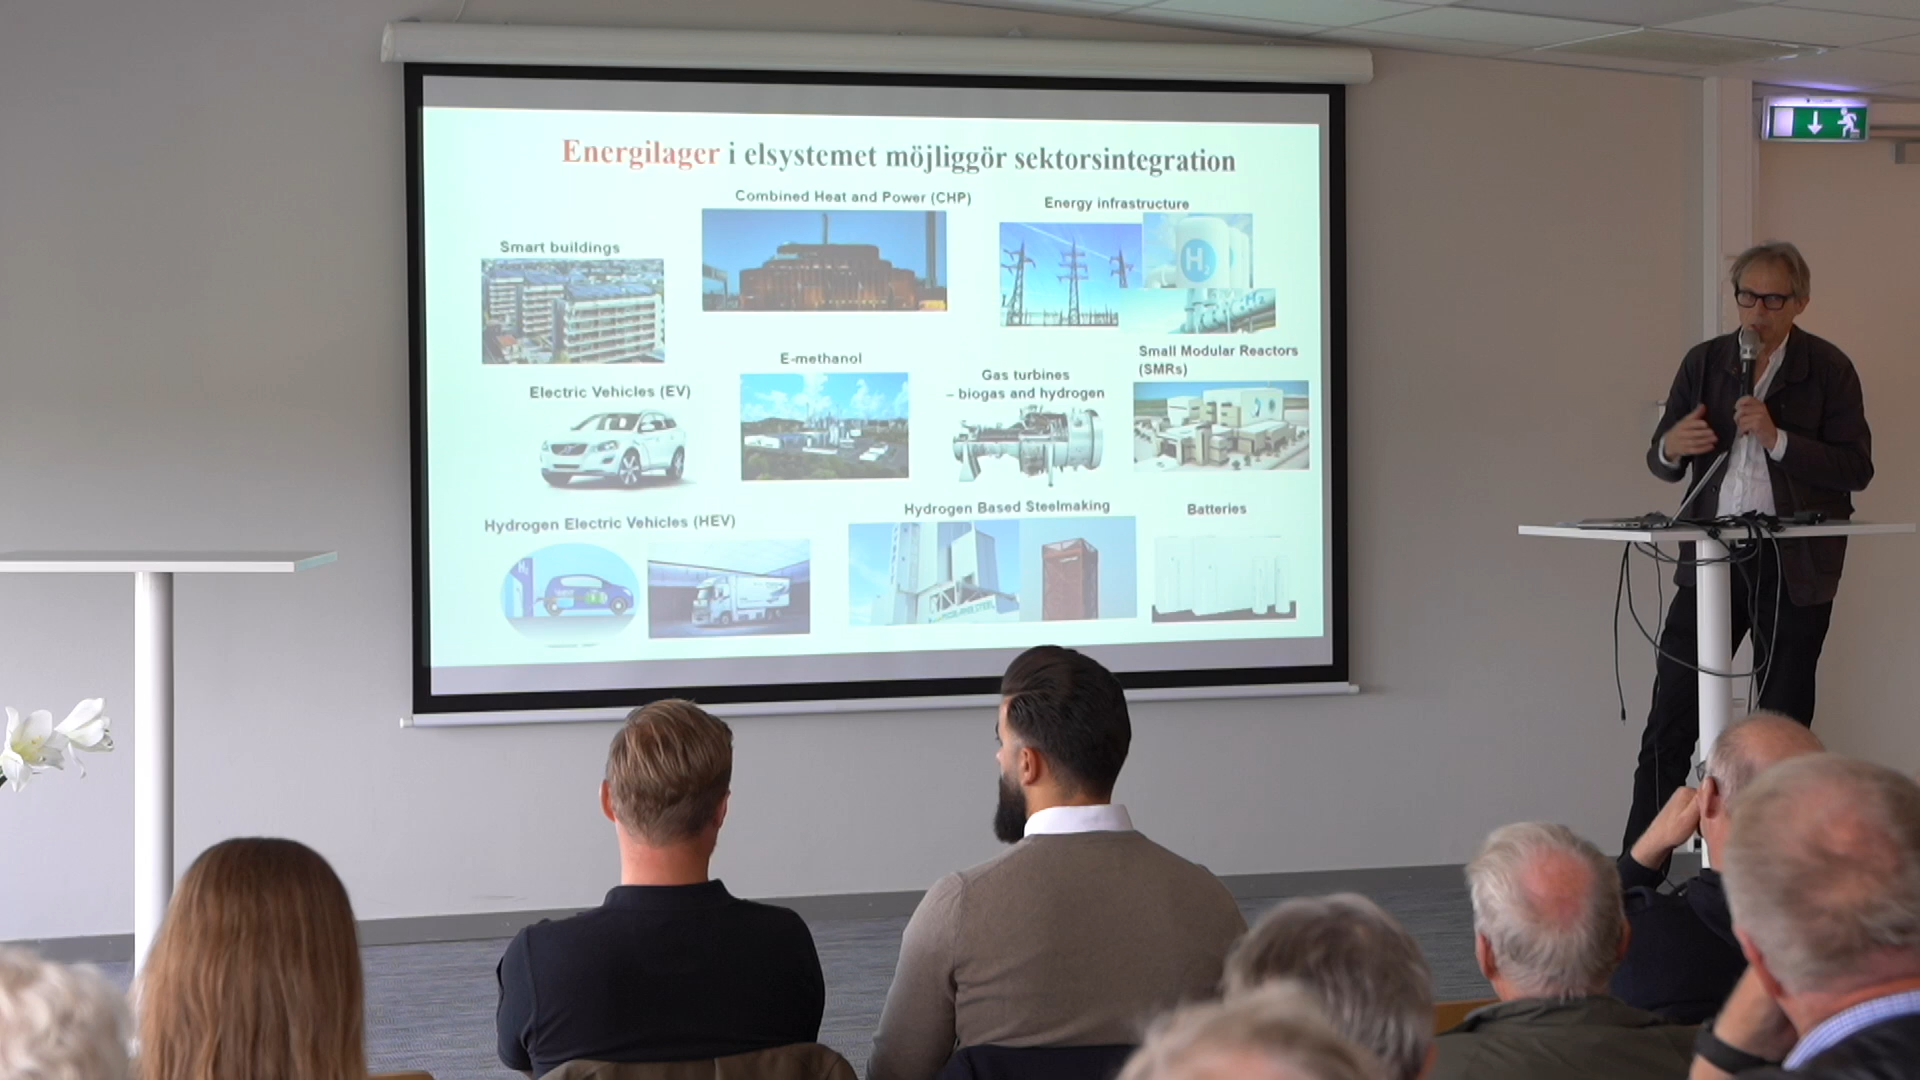 Energilager i elsystemet möjliggör sektorsintegration
Combined Heat and Power (CHP)
Energy infrastructure
Smart buildings
H2
Small Modular Reactors
(SMRs)
E-methanol
Gas turbines
– biogas and hydrogen
Electric Vehicles (EV)
Hydrogen Based Steelmaking
Batteries
Hydrogen Electric Vehicles (HEV)